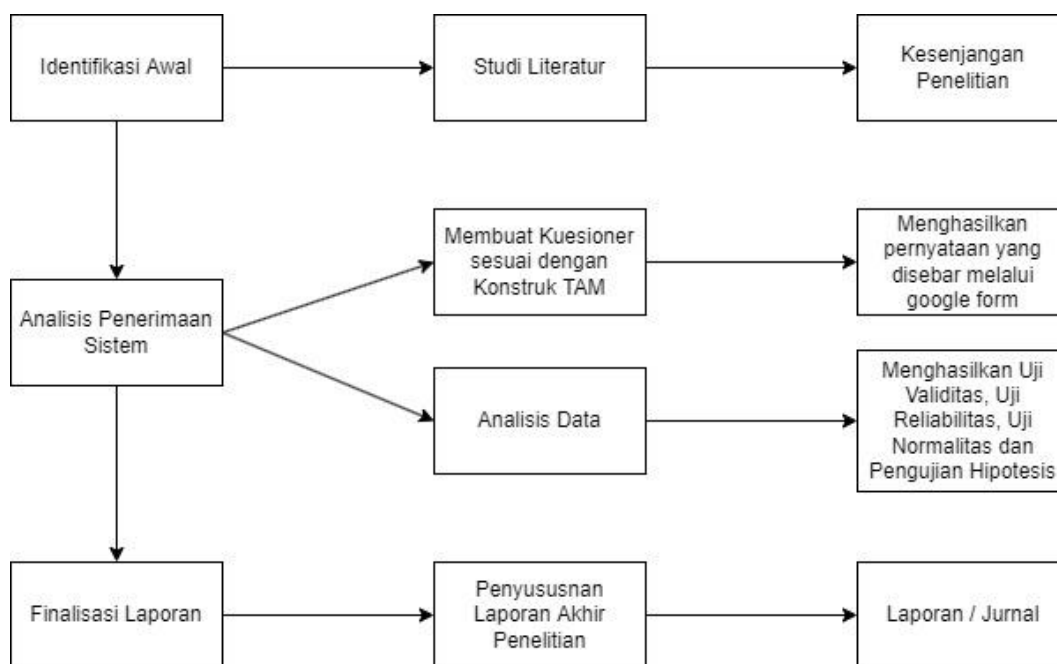 Identifikasi Awal
Studi Literatur
Kesenjangan
Penelitian
Analisis Penerimaan
Sistem
Membuat Kuesioner
sesuai dengan
Konstruk TAM
Menghasilkan
pernyataan yang
disebar melalui
google form
Analisis Data
Menghasilkan Uji
Validitas, Uji
Reliabilitas, Uji
Normalitas dan
Pengujian Hipotesis
Finalisasi Laporan
Penyususnan
Laporan Akhir
Penelitian
Laporan / Jurnal